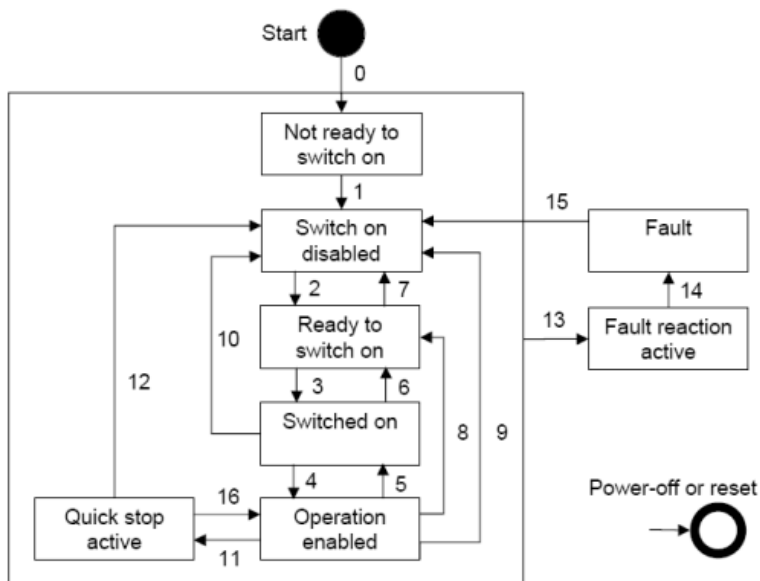 Start
0
Not ready to
switch on
1
15
Switch on
disabled
Fault
2
7
14
10
Ready to
switch on
13
Fault reaction
active
12
3
6
Switched on
8
9
4
5
16
Power-off or reset
Quick stop
active
Operation
enabled
11